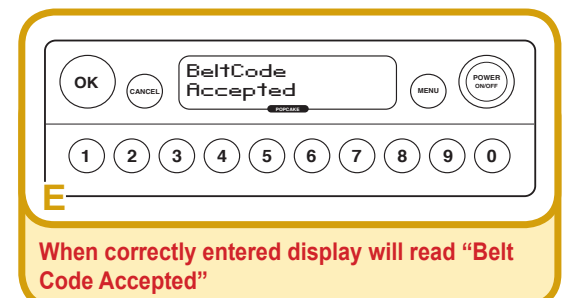 OK
CANCEL
BeltCode
Accepted
POPCAKE
MENU
POWER
ON/OFF
1 2 3 4 5 6 7 8 9 0
E
When correctly entered display will read “Belt
Code Accepted”